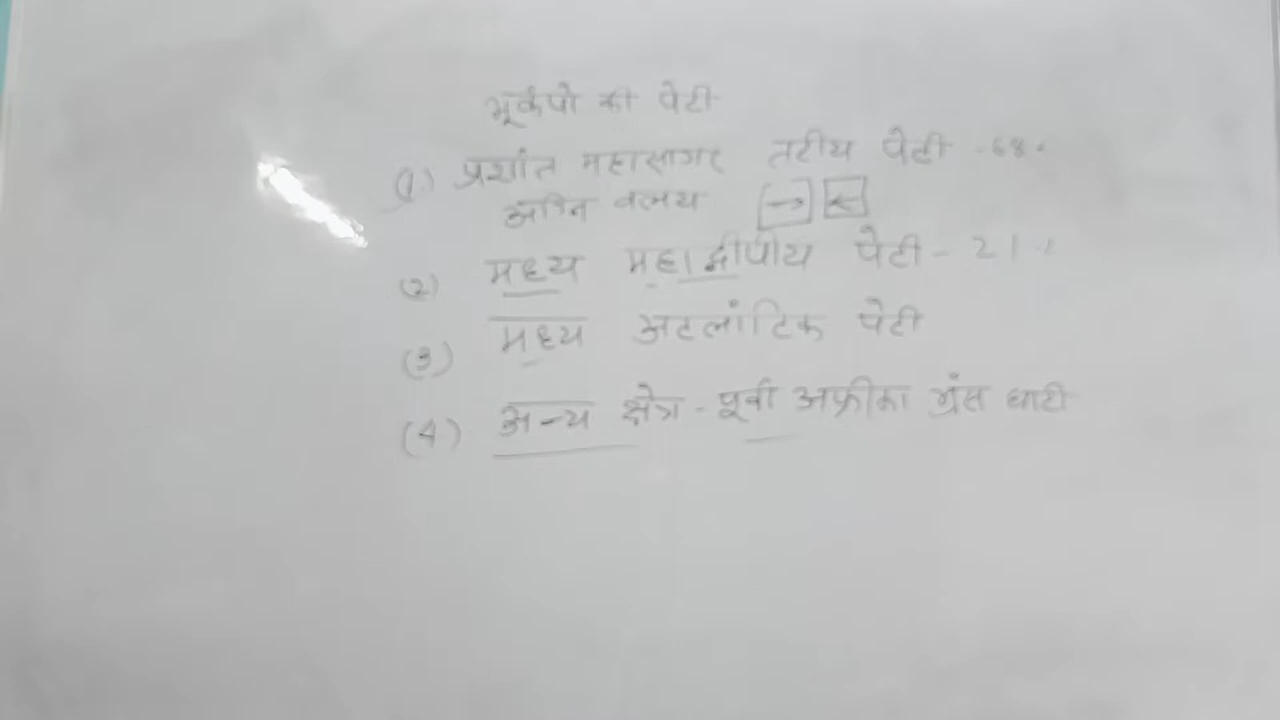 भूकंपो की पेटी
(1.) प्रशांत महासागर तटीय पेटी - 68.
अग्नि वलय [→] [←]
(2) मध्य महाद्वीपीय पेटी - 21
(3) मध्य अटलांटिक पेटी
(4) अन्य क्षेत्र - पूर्वी अफ्रीका भ्रंस घाटी